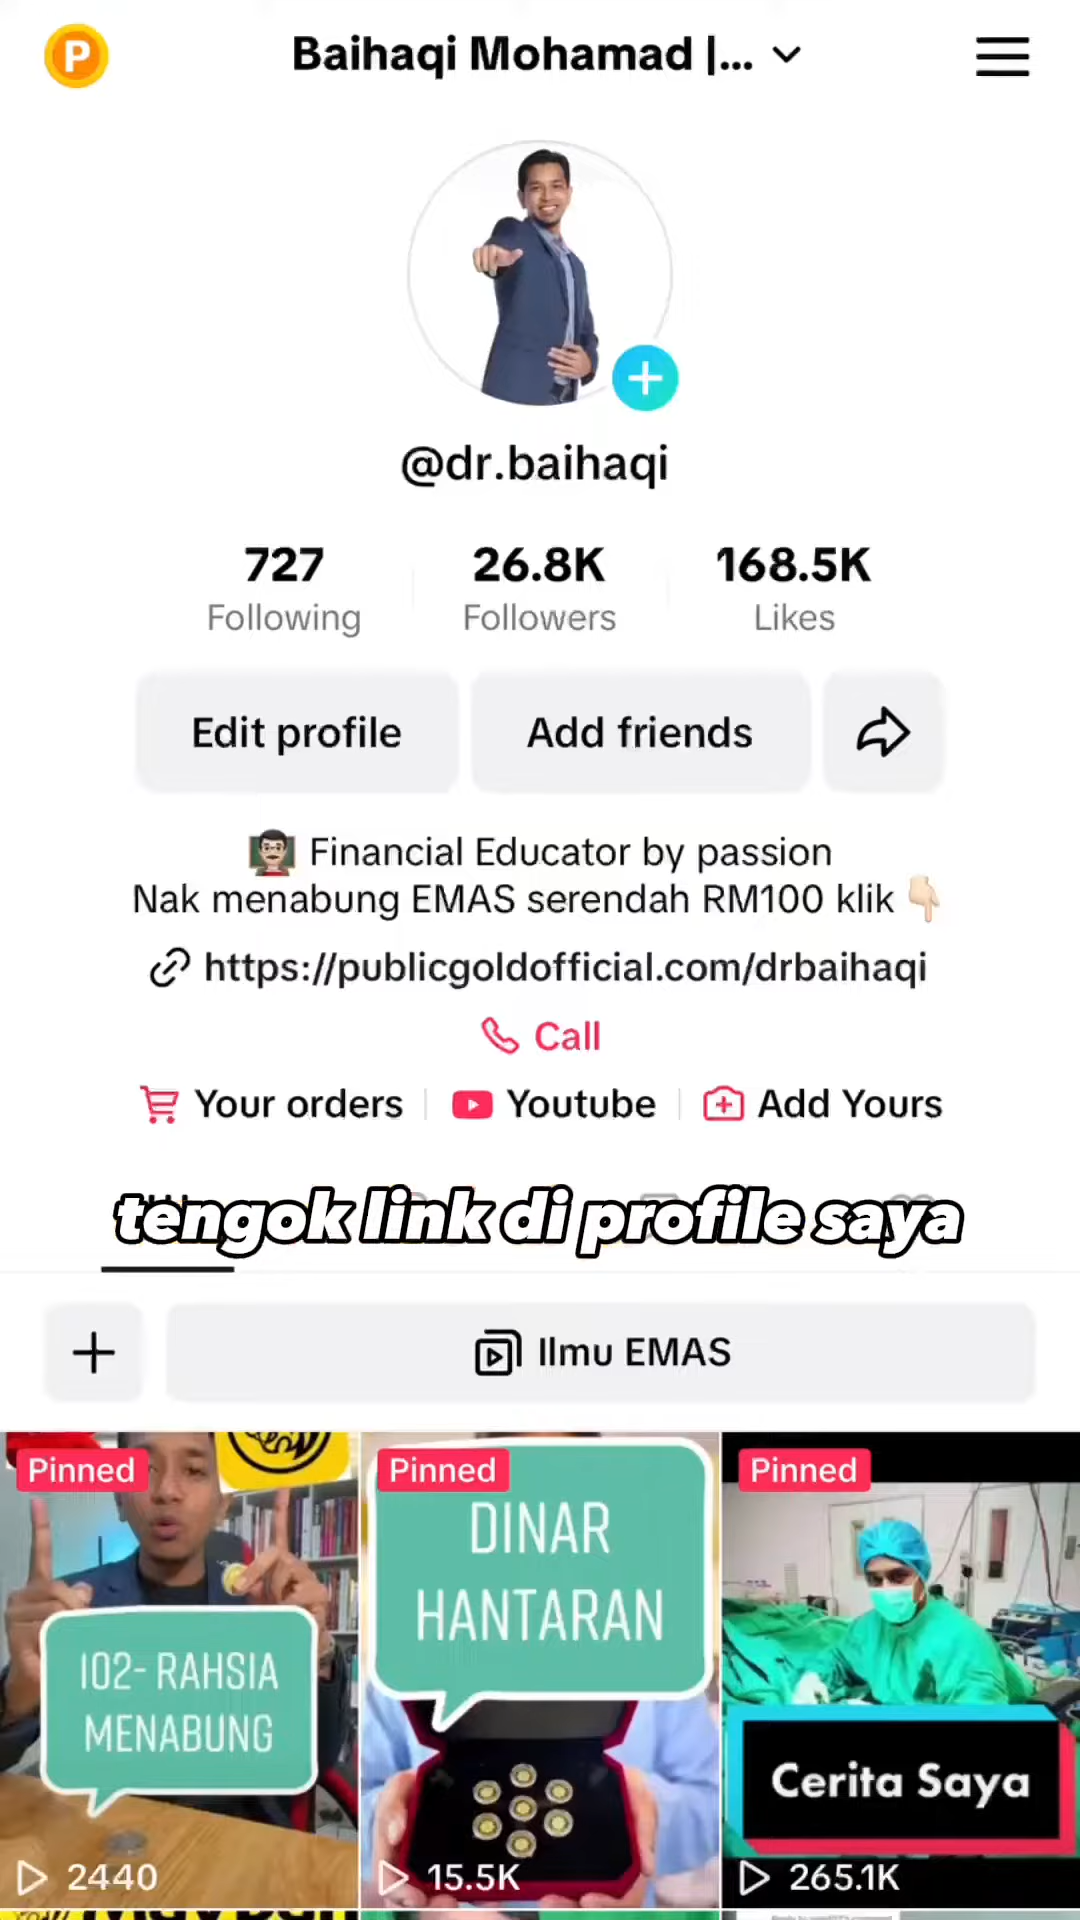 P
Baihaqi Mohamad |...
@dr.baihaqi
727
Following
26.8K
Followers
168.5K
Likes
Edit profile
Add friends
Financial Educator by passion
Nak menabung EMAS serendah RM100 klik
https://publicgoldofficial.com/drbaihaqi
Call
Your orders
Youtube
Add Yours
tengok link di profile saya
Ilmu EMAS
Pinned
102- RAHSIA
MENABUNG
2440
Pinned
DINAR
HANTARAN
15.5K
Pinned
Cerita Saya
265.1K